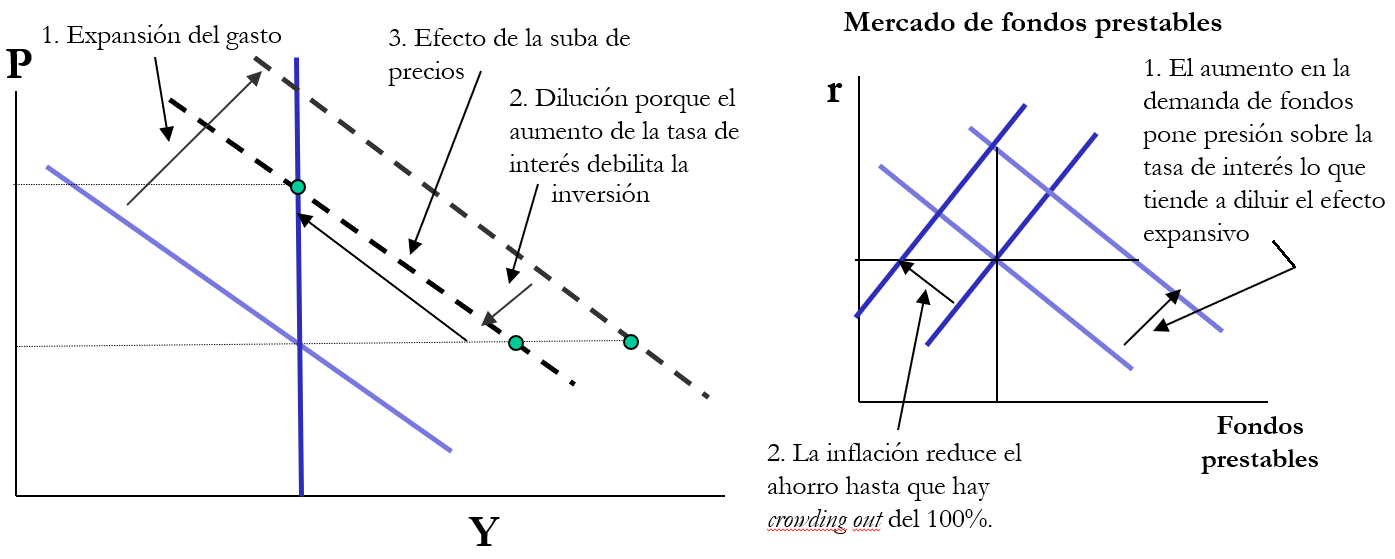 1. Expansión del gasto
P
3. Efecto de la suba de
precios
2. Dilución porque el
aumento de la tasa de
interés debilita la
inversión
Y
Mercado de fondos prestables
r
1. El aumento en la
demanda de fondos
pone presión sobre la
tasa de interés lo que
tiende a diluir el efecto
expansivo
Fondos
prestables
2. La inflación reduce el
ahorro hasta que hay
crowding out del 100%.